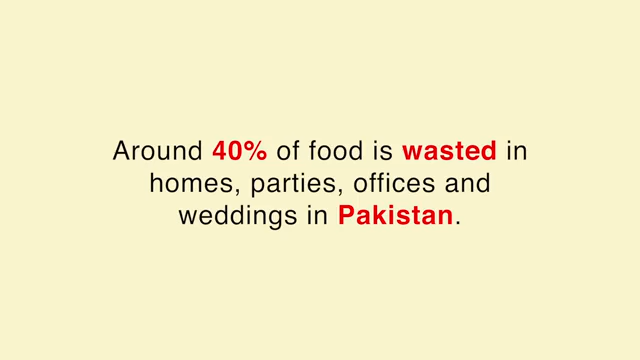 Around 40% of food is wasted in
homes, parties, offices and
weddings in Pakistan.